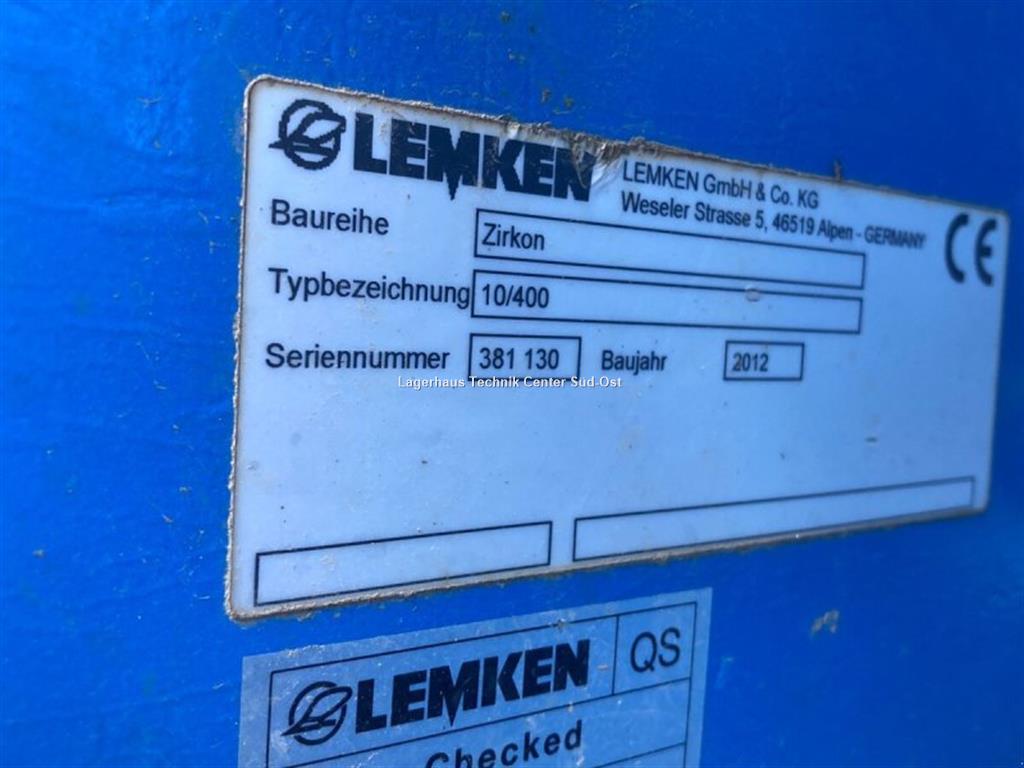 LEMKEN
LEMKEN GmbH & Co. KG
Weseler Strasse 5, 46519 Alpen - GERMANY
CE
Baureihe Zirkon
Typbezeichnung 10/400
Seriennummer 381 130 Baujahr 2012
Lagerhaus Technik Center Süd-Ost
LEMKEN QS
Checked